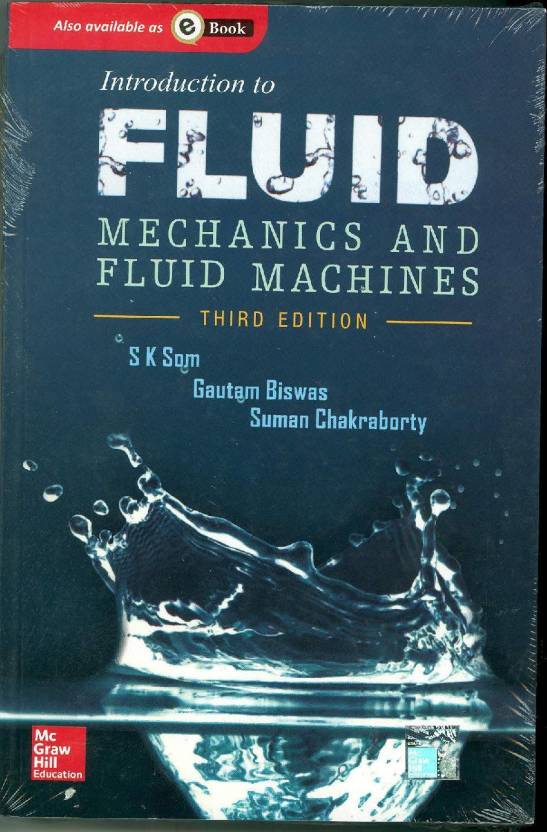 Also available as e Book
Introduction to
FLUID
MECHANICS AND
FLUID MACHINES
THIRD EDITION
S K Som
Gautam Biswas
Suman Chakraborty
Mc
Graw
Hill
Education